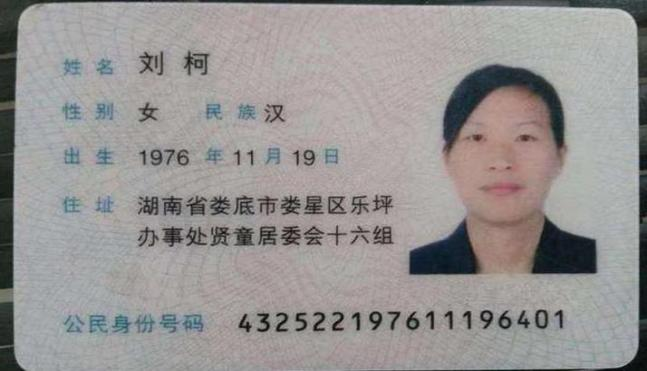 姓名 刘柯
性别 女 民族 汉
出生 1976 年 11 月 19 日
住址 湖南省娄底市娄星区乐坪
办事处贤童居委会十六组
公民身份号码 432522197611196401